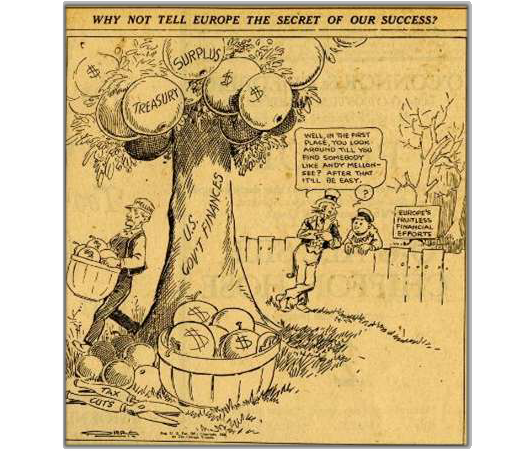 WHY NOT TELL EUROPE THE SECRET OF OUR SUCCESS?
SURPLUS
$
$
$
TREASURY
WELL, IN THE FIRST
PLACE, YOU LOOK
AROUND TILL YOU
FIND SOMEBODY
LIKE ANDY MELLON-
SEE? AFTER THAT
IT'LL BE EASY.
?
U.S.
GOV'T FINANCES
EUROPE'S
FRUITLESS
FINANCIAL
EFFORTS
$
$
$
TAX
CUTS
ORR